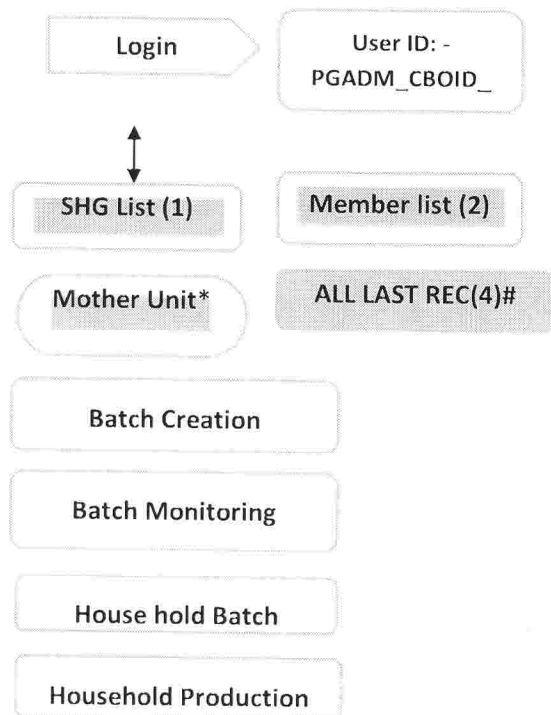 Login
User ID: -
PGADM_CBOID_
SHG List (1)
Member list (2)
Mother Unit*
ALL LAST REC(4)#
Batch Creation
Batch Monitoring
House hold Batch
Household Production